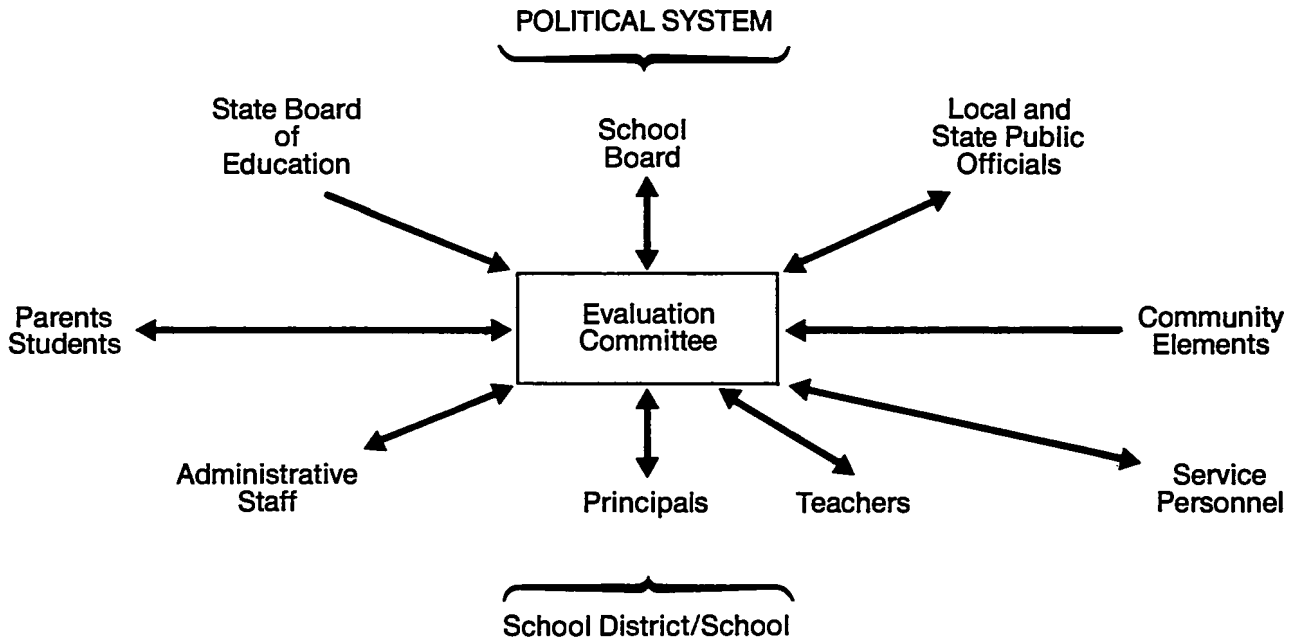 POLITICAL SYSTEM
State Board
of
Education
School
Board
Local and
State Public
Officials
Parents
Students
Evaluation
Committee
Community
Elements
Administrative
Staff
Principals
Teachers
Service
Personnel
School District/School